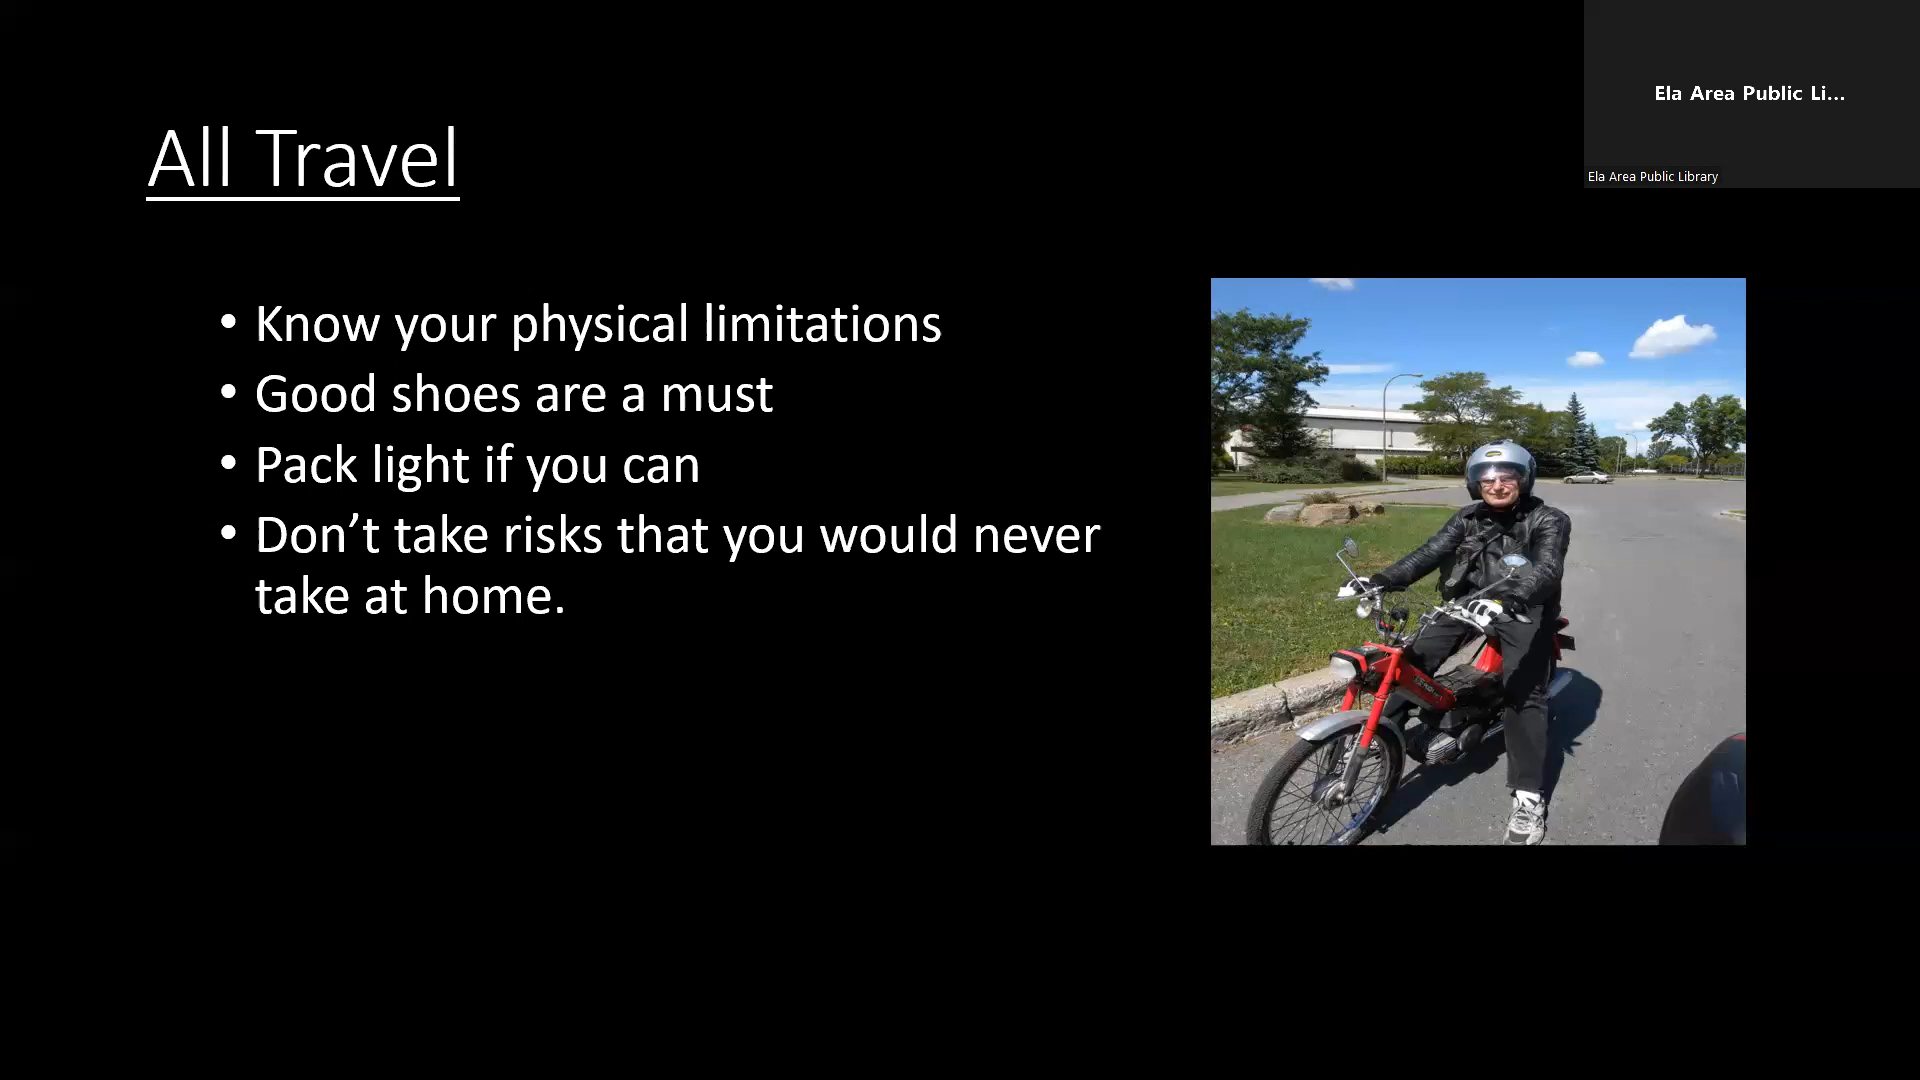 Ela Area Public Li...
Ela Area Public Library
All Travel
• Know your physical limitations
• Good shoes are a must
• Pack light if you can
• Don’t take risks that you would never
take at home.